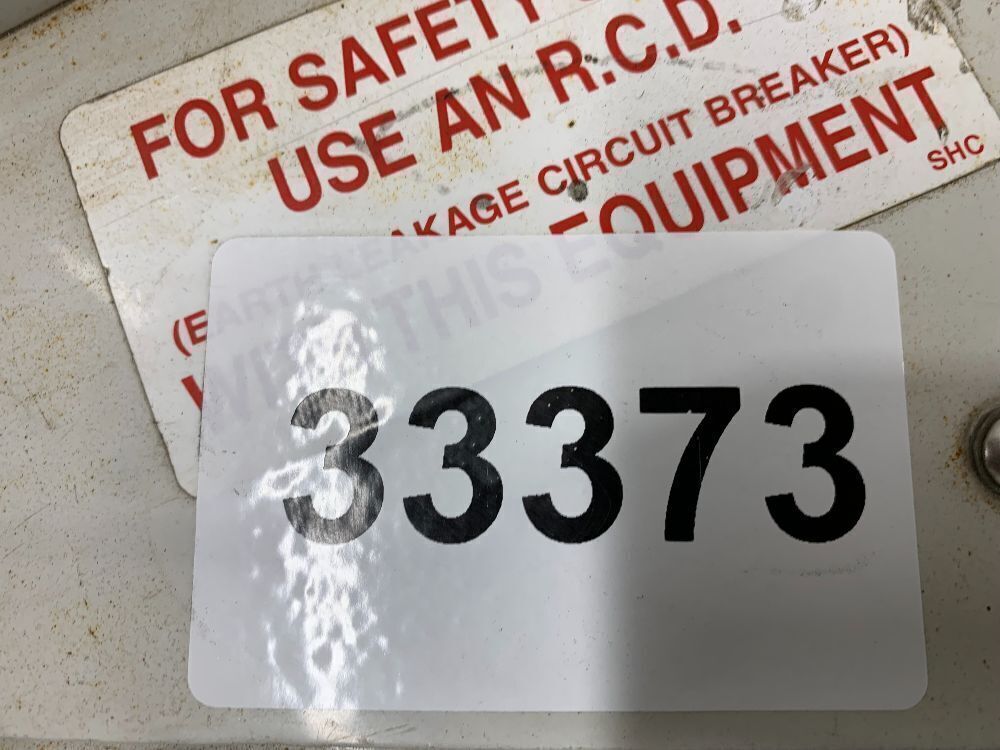 FOR SAFETY
USE AN R.C.D.
(EARTH LEAKAGE CIRCUIT BREAKER)
WITH THIS EQUIPMENT
SHC
33373